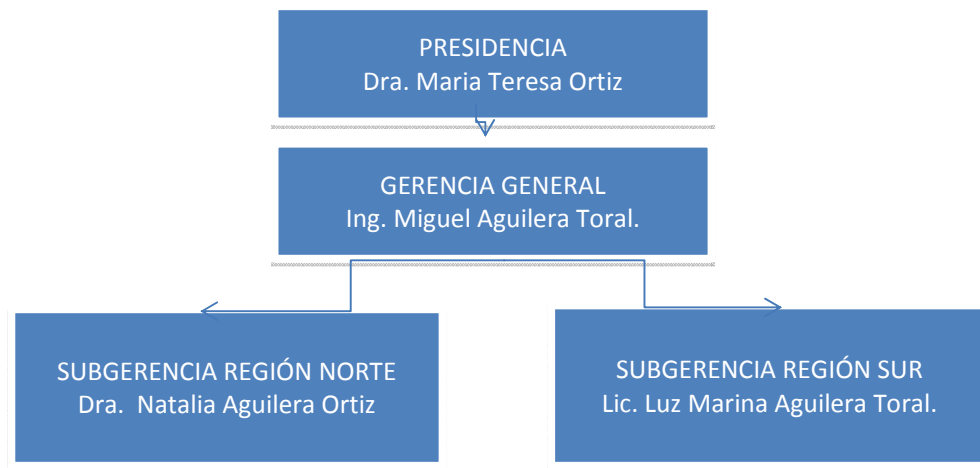 PRESIDENCIA
Dra. Maria Teresa Ortiz
GERENCIA GENERAL
Ing. Miguel Aguilera Toral.
SUBGERENCIA REGIÓN NORTE
Dra. Natalia Aguilera Ortiz
SUBGERENCIA REGIÓN SUR
Lic. Luz Marina Aguilera Toral.